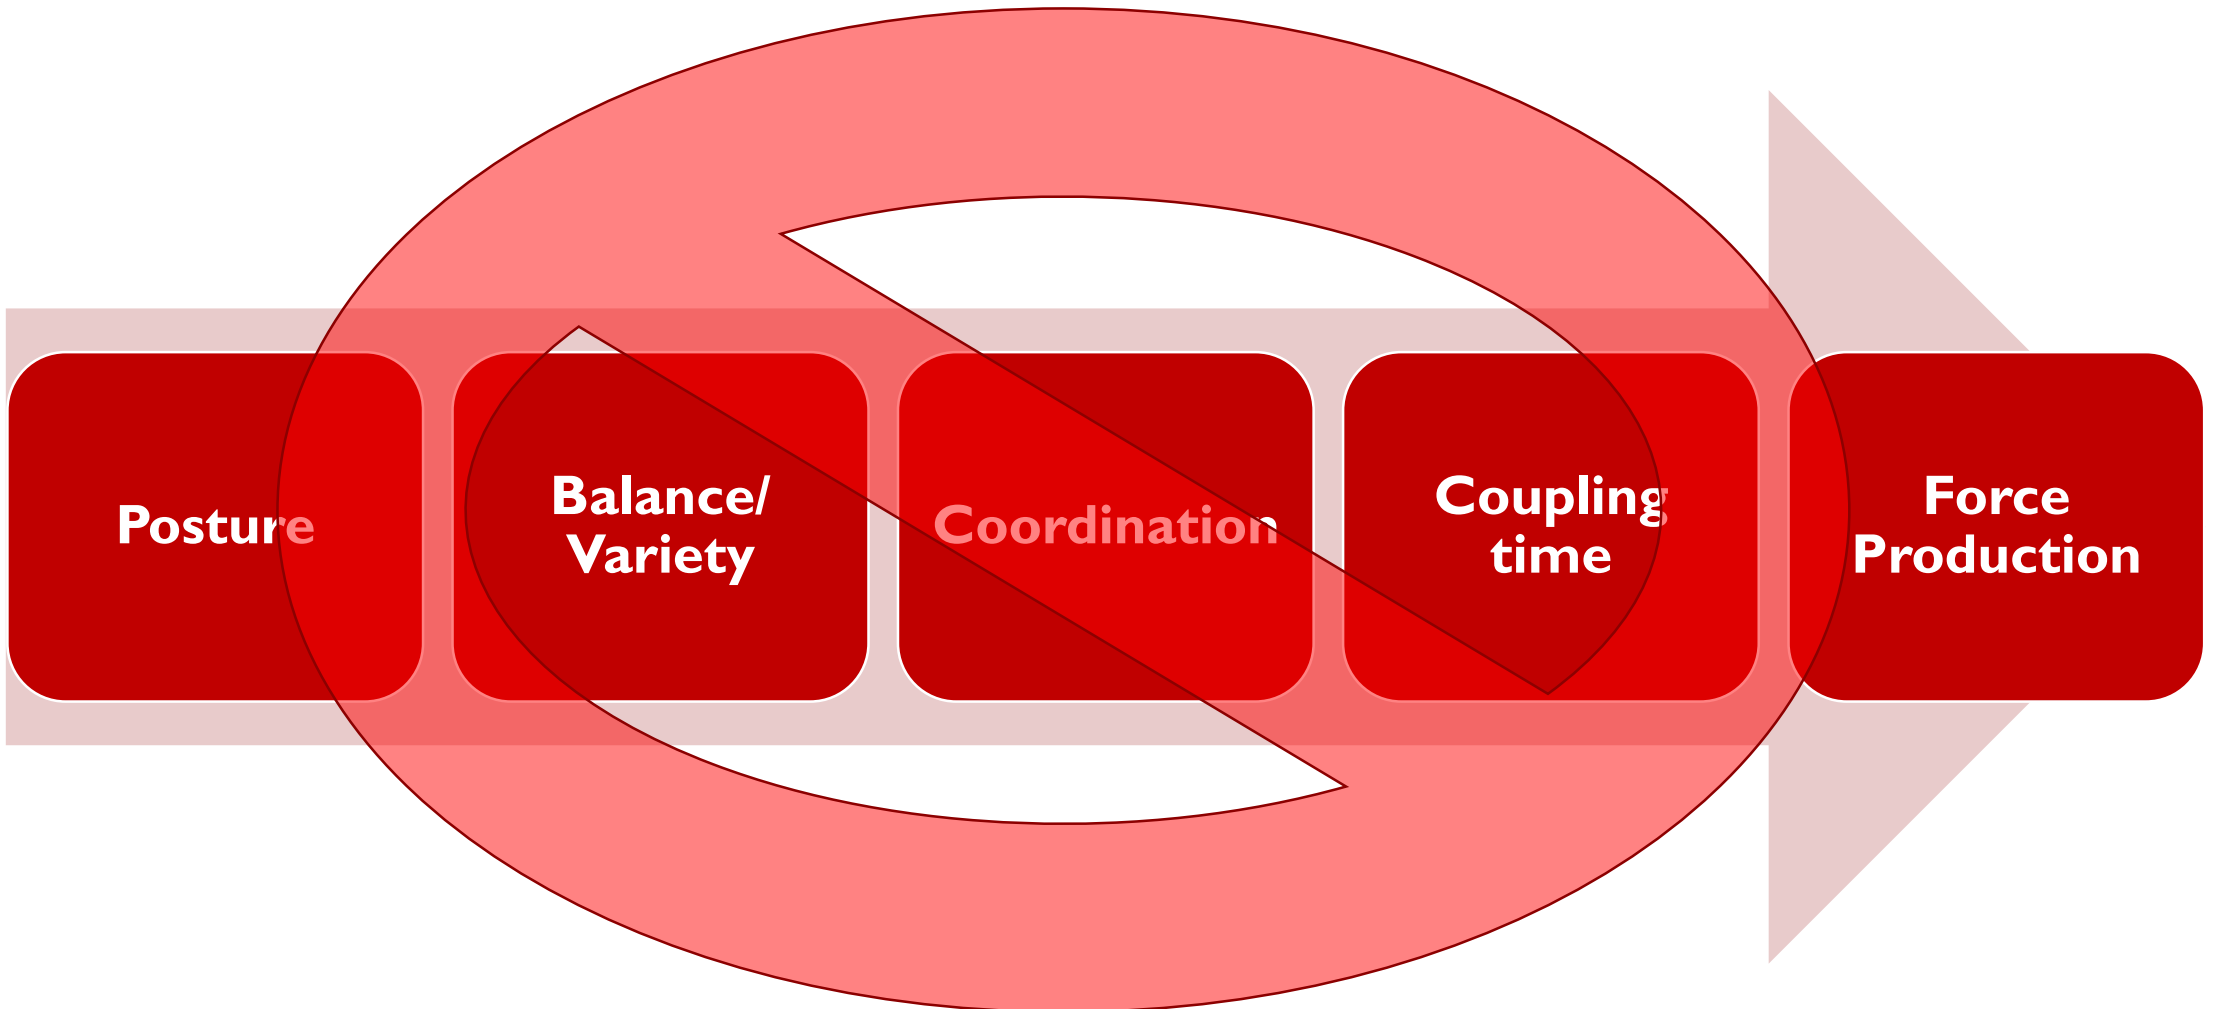 Posture
Balance/
Variety
Coordination
Coupling
time
Force
Production